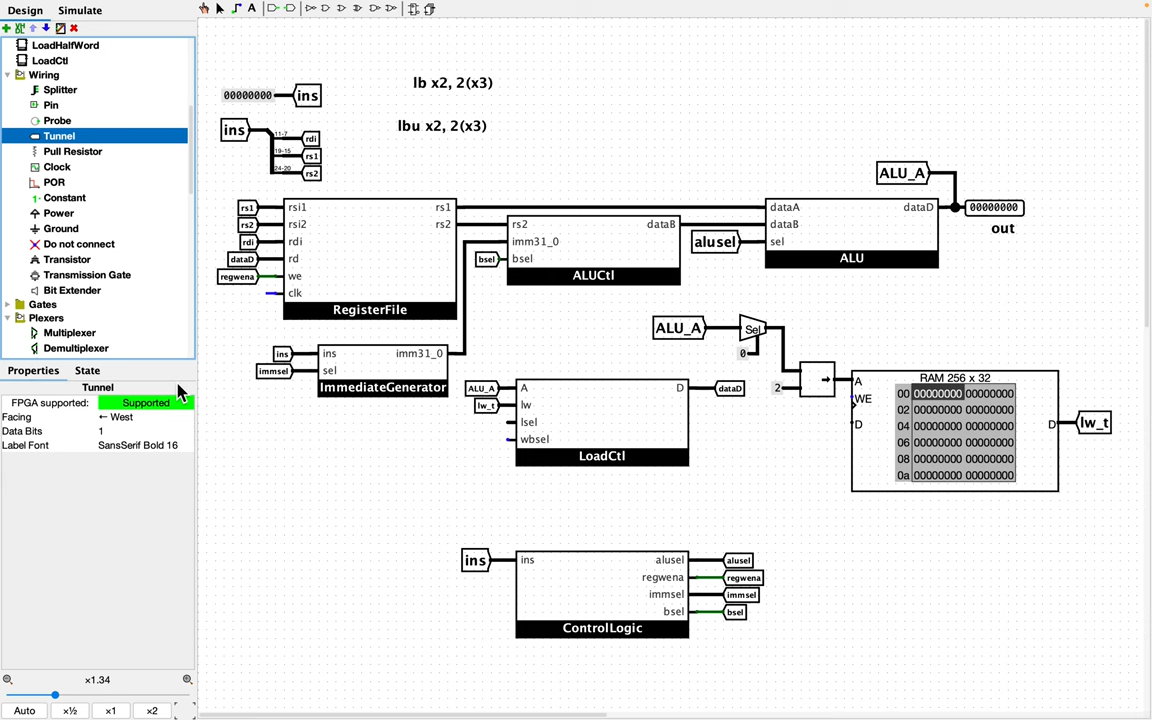 Design Simulate
LoadHalfWord
LoadCtl
Wiring
Splitter
Pin
Probe
Tunnel
Pull Resistor
Clock
POR
Constant
Power
Ground
Do not connect
Transistor
Transmission Gate
Bit Extender
Gates
Plexers
Multiplexer
Demultiplexer
Properties State
Tunnel
FPGA supported: Supported
Facing ← West
Data Bits 1
Label Font SansSerif Bold 16
×1.34
Auto ×½ ×1 ×2
A
lb x2, 2(x3)
00000000 ins
lbu x2, 2(x3)
ins
11-7 rdi
19-15 rs1
24-20 rs2
ALU_A
rs1 rsi1 rs1
rs2 rsi2 rs2
rdi rdi
dataD rd
regwena we
clk
RegisterFile
rs2 dataB
imm31_0
bsel bsel
ALUCtl
dataA dataD
dataB
alusel sel
ALU
00000000
out
ins ins imm31_0
immsel sel
ImmediateGenerator
ALU_A Sel
0
2
ALU_A A D dataD
lw_t lw
lsel
wbsel
LoadCtl
RAM 256 x 32
A
WE
D
00 00000000 00000000
02 00000000 00000000
04 00000000 00000000
06 00000000 00000000
08 00000000 00000000
0a 00000000 00000000
D lw_t
ins ins alusel alusel
regwena regwena
immsel immsel
bsel bsel
ControlLogic